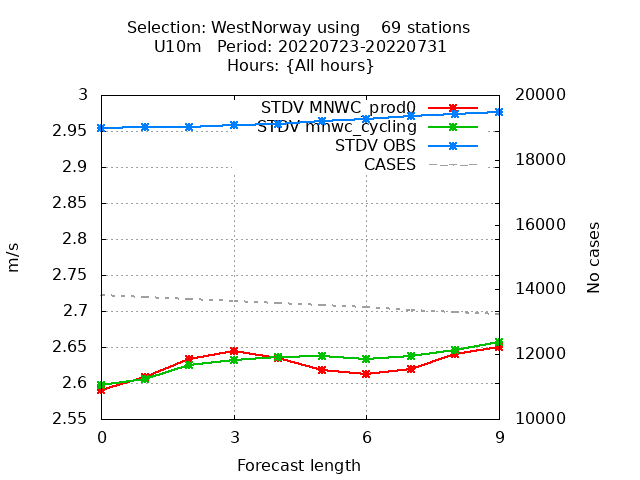 Selection: WestNorway using    69 stations
U10m   Period: 20220723-20220731
Hours: {All hours}
STDV MNWC_prod0
STDV mnwc_cycling
STDV OBS
CASES
3
2.95
2.9
2.85
2.8
2.75
2.7
2.65
2.6
2.55
m/s
20000
18000
16000
14000
12000
10000
No cases
0 3 6 9
Forecast length